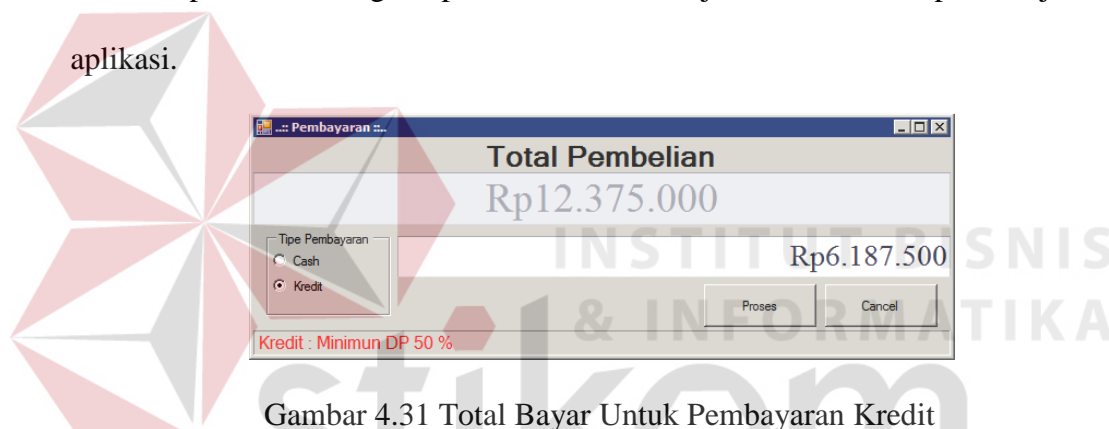 aplikasi.
..:: Pembayaran ::..
Total Pembelian
Rp12.375.000
Tipe Pembayaran
Cash
Kredit
Rp6.187.500
Proses
Cancel
Kredit : Minimun DP 50 %
INSTITUT BISNIS
& INFORMATIKA
stikom
Gambar 4.31 Total Bayar Untuk Pembayaran Kredit